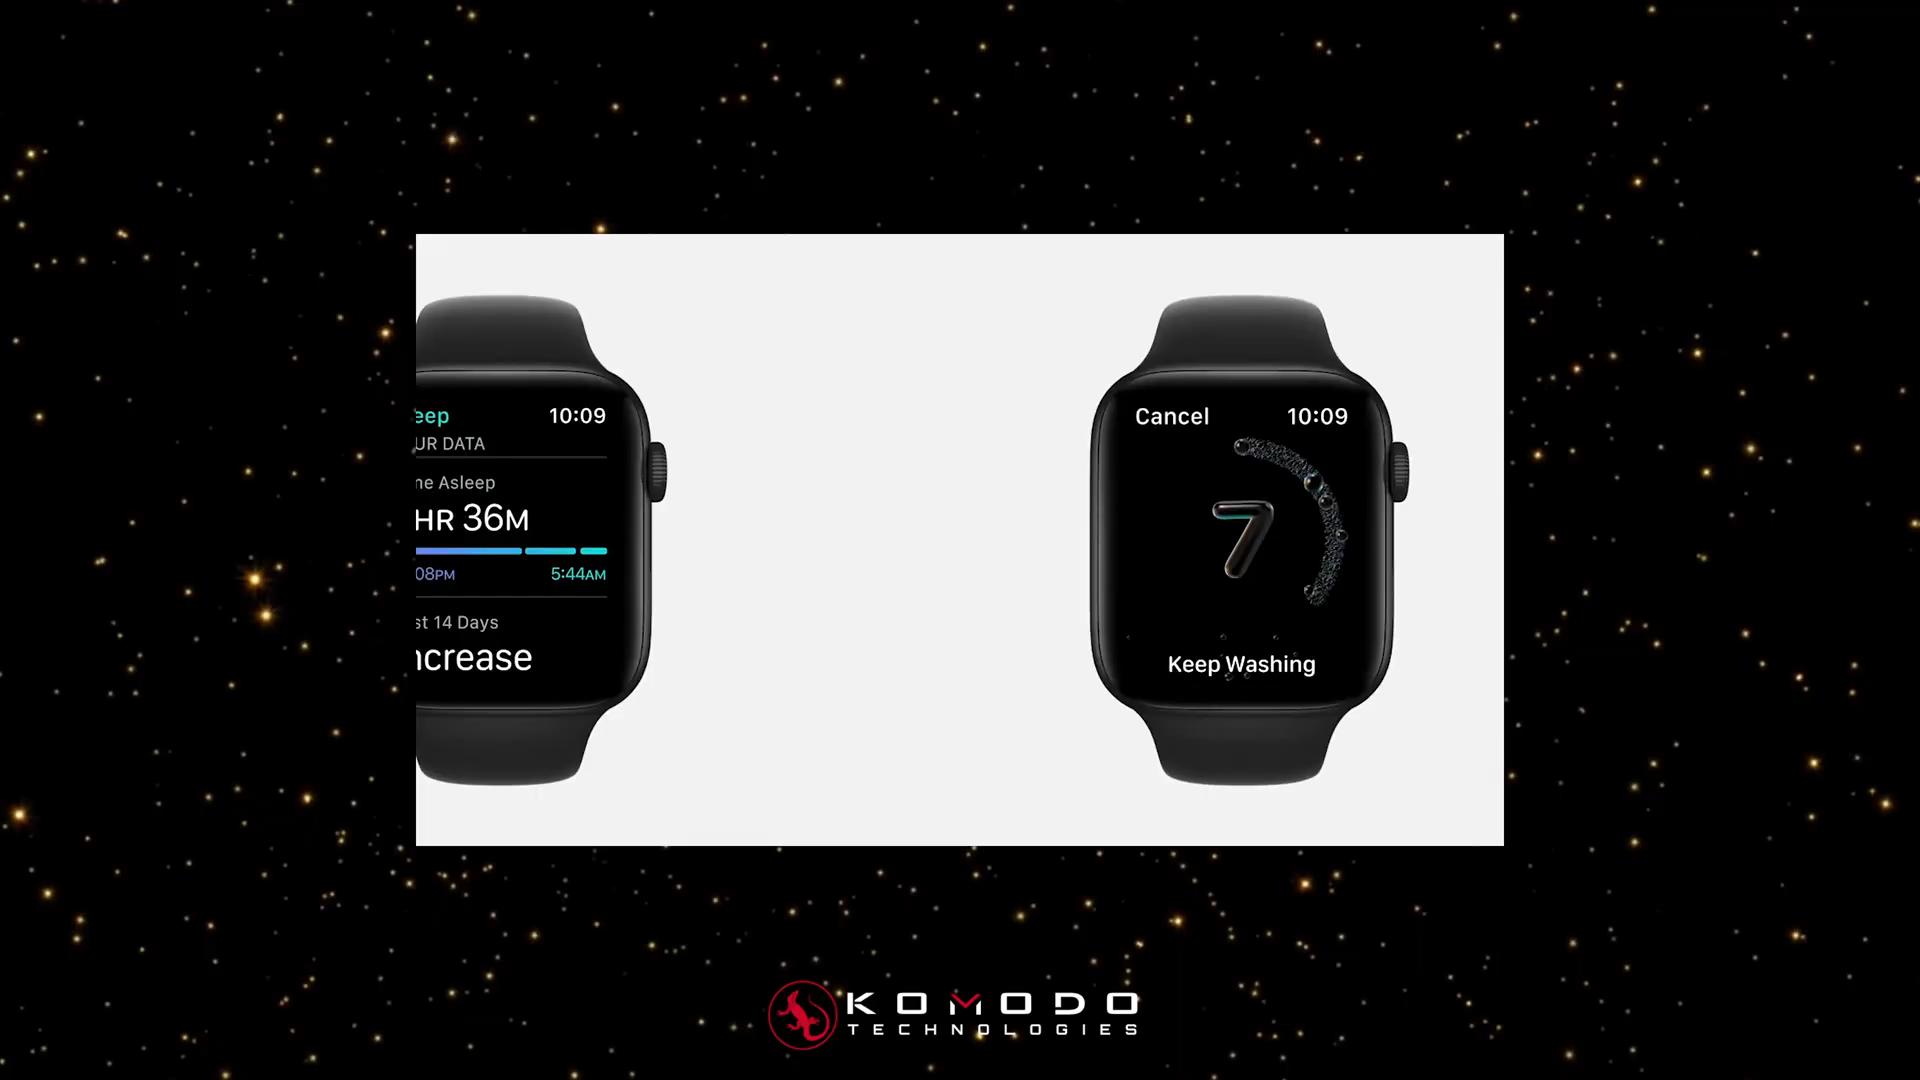 eep 10:09
UR DATA
me Asleep
HR 36M
08PM 5:44AM
st 14 Days
ncrease
Cancel 10:09
7
Keep Washing
KOMODO
TECHNOLOGIES